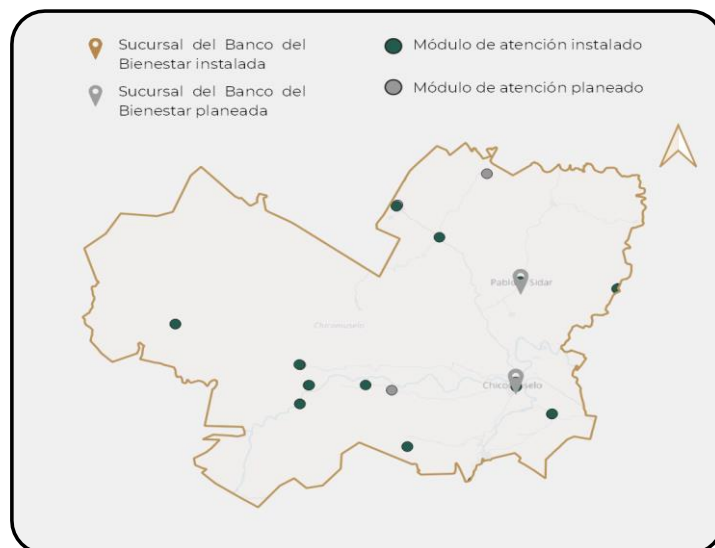 Sucursal del Banco del
Bienestar instalada
Sucursal del Banco del
Bienestar planeada
Módulo de atención instalado
Módulo de atención planeado
Sidar
Chicomuselo